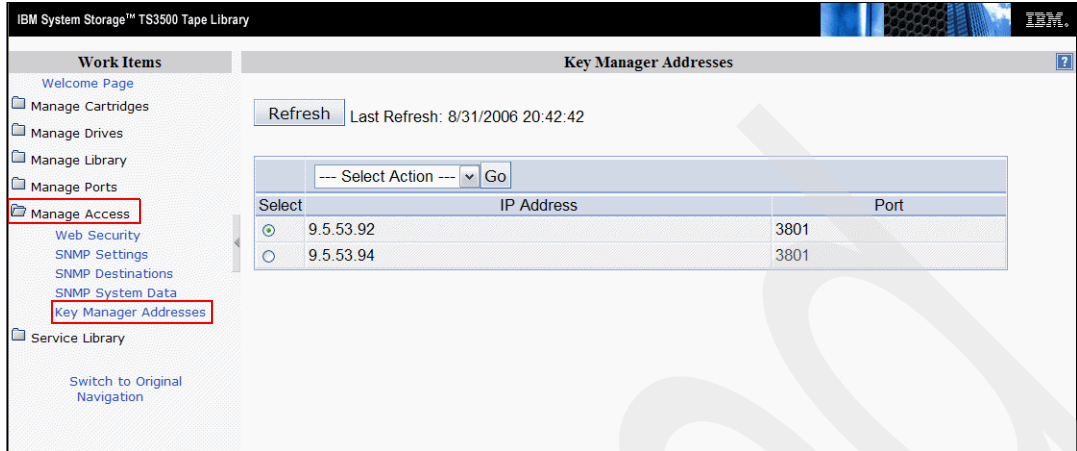 IBM System Storage™ TS3500 Tape Library
IBM.
Work Items
Welcome Page
Manage Cartridges
Manage Drives
Manage Library
Manage Ports
Manage Access
Web Security
SNMP Settings
SNMP Destinations
SNMP System Data
Key Manager Addresses
Service Library
Switch to Original
Navigation
Key Manager Addresses
?
Refresh Last Refresh: 8/31/2006 20:42:42
--- Select Action --- Go
Select IP Address Port
9.5.53.92 3801
9.5.53.94 3801